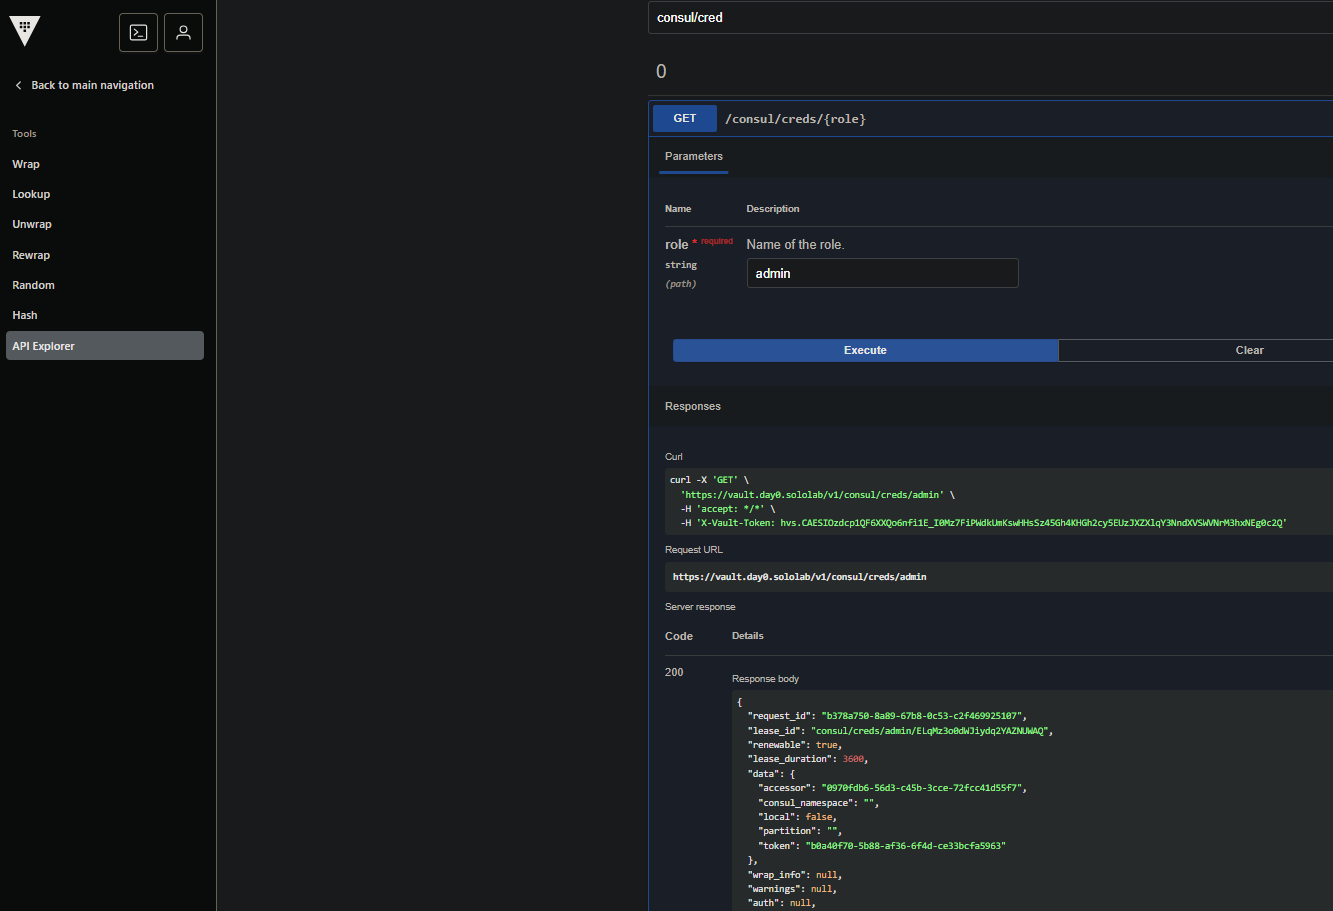 Back to main navigation
Tools
Wrap
Lookup
Unwrap
Rewrap
Random
Hash
API Explorer
consul/cred
0
GET /consul/creds/{role}
Parameters
Name Description
role * required Name of the role.
string
(path)
admin
Execute Clear
Responses
Curl
curl -X 'GET' \
'https://vault.day0.sololab/v1/consul/creds/admin' \
-H 'accept: */*' \
-H 'X-Vault-Token: hvs.CAESIOzdcp1QF6XXQo6nfi1E_I0Mz7FiPWdkUmKswHHsSz45Gh4KHGh2cy5EUzJXZXlqY3NndXVSWVNrM3hxNEg0c2Q'
Request URL
https://vault.day0.sololab/v1/consul/creds/admin
Server response
Code Details
200
Response body
{
"request_id": "b378a750-8a89-67b8-0c53-c2f469925107",
"lease_id": "consul/creds/admin/ELqMz3o0dWJiydq2YAZNUWAQ",
"renewable": true,
"lease_duration": 3600,
"data": {
"accessor": "0970fdb6-56d3-c45b-3cce-72fcc41d55f7",
"consul_namespace": "",
"local": false,
"partition": "",
"token": "b0a40f70-5b88-af36-6f4d-ce33bcfa5963"
},
"wrap_info": null,
"warnings": null,
"auth": null,